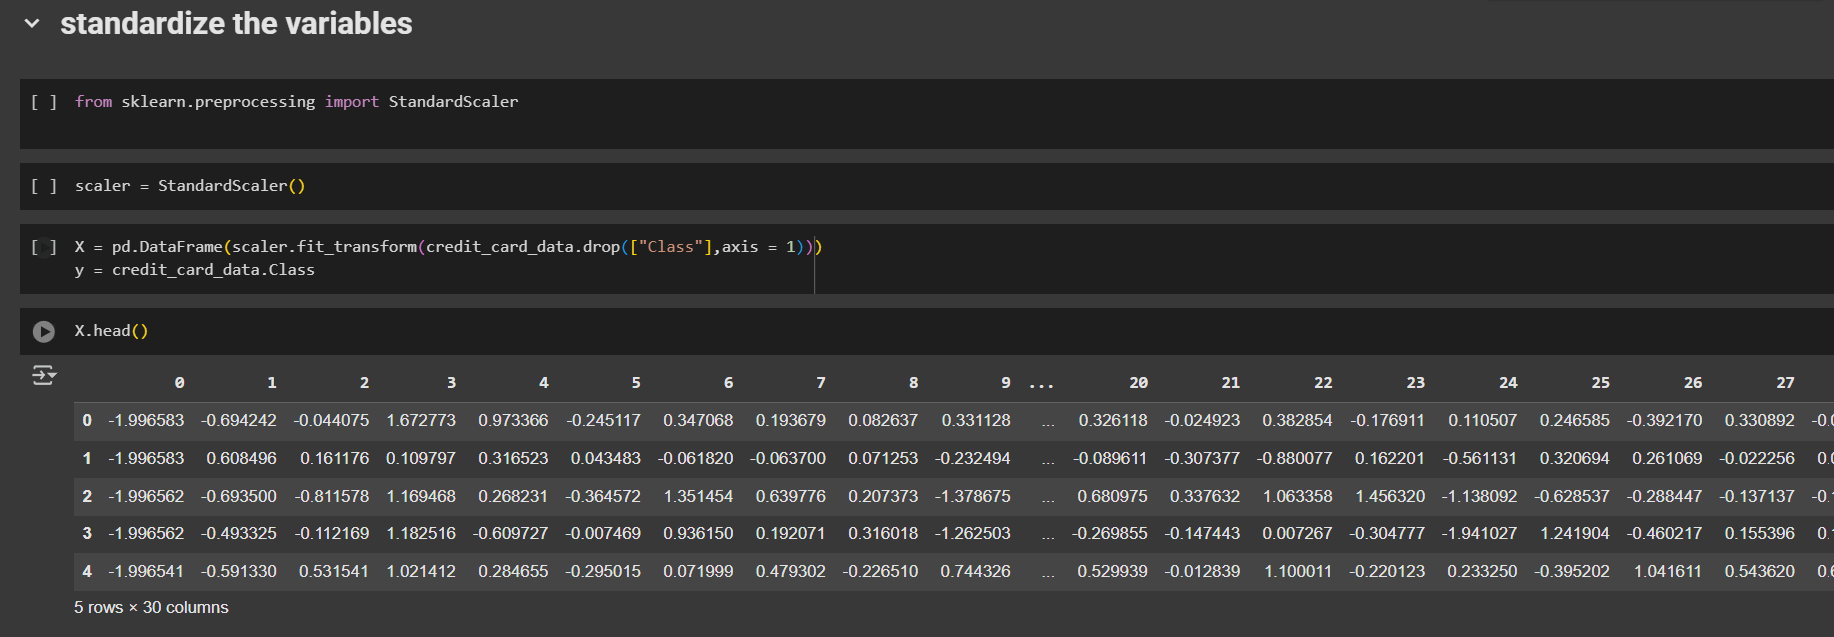 standardize the variables
[ ] from sklearn.preprocessing import StandardScaler
[ ] scaler = StandardScaler()
[ ] X = pd.DataFrame(scaler.fit_transform(credit_card_data.drop(["Class"],axis = 1)))
y = credit_card_data.Class
X.head()
0 1 2 3 4 5 6 7 8 9 ... 20 21 22 23 24 25 26 27
0 -1.996583 -0.694242 -0.044075 1.672773 0.973366 -0.245117 0.347068 0.193679 0.082637 0.331128 ... 0.326118 -0.024923 0.382854 -0.176911 0.110507 0.246585 -0.392170 0.330892
1 -1.996583 0.608496 0.161176 0.109797 0.316523 0.043483 -0.061820 -0.063700 0.071253 -0.232494 ... -0.089611 -0.307377 -0.880077 0.162201 -0.561131 0.320694 0.261069 -0.022256
2 -1.996562 -0.693500 -0.811578 1.169468 0.268231 -0.364572 1.351454 0.639776 0.207373 -1.378675 ... 0.680975 0.337632 1.063358 1.456320 -1.138092 -0.628537 -0.288447 -0.137137
3 -1.996562 -0.493325 -0.112169 1.182516 -0.609727 -0.007469 0.936150 0.192071 0.316018 -1.262503 ... -0.269855 -0.147443 0.007267 -0.304777 -1.941027 1.241904 -0.460217 0.155396
4 -1.996541 -0.591330 0.531541 1.021412 0.284655 -0.295015 0.071999 0.479302 -0.226510 0.744326 ... 0.529939 -0.012839 1.100011 -0.220123 0.233250 -0.395202 1.041611 0.543620
5 rows × 30 columns